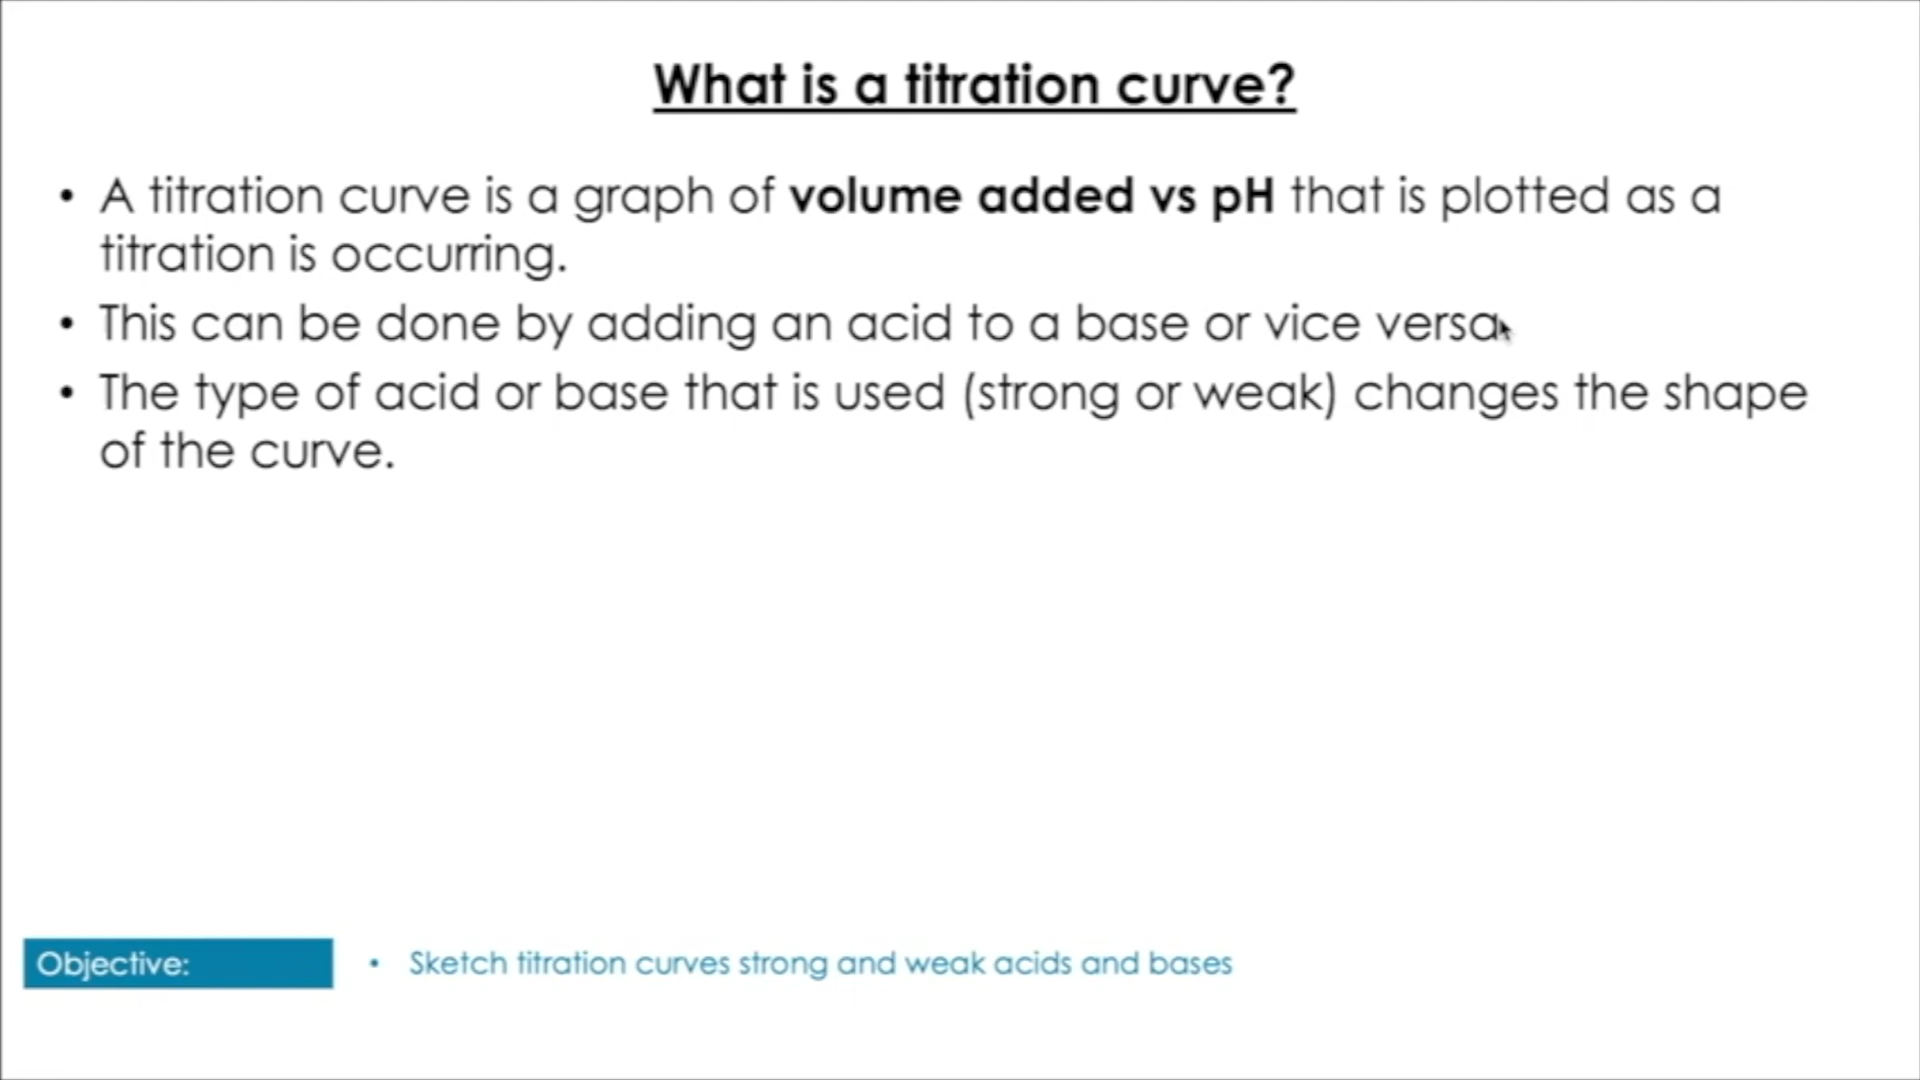 What is a titration curve?
• A titration curve is a graph of volume added vs pH that is plotted as a
titration is occurring.
• This can be done by adding an acid to a base or vice versa.
• The type of acid or base that is used (strong or weak) changes the shape
of the curve.
Objective:
• Sketch titration curves strong and weak acids and bases